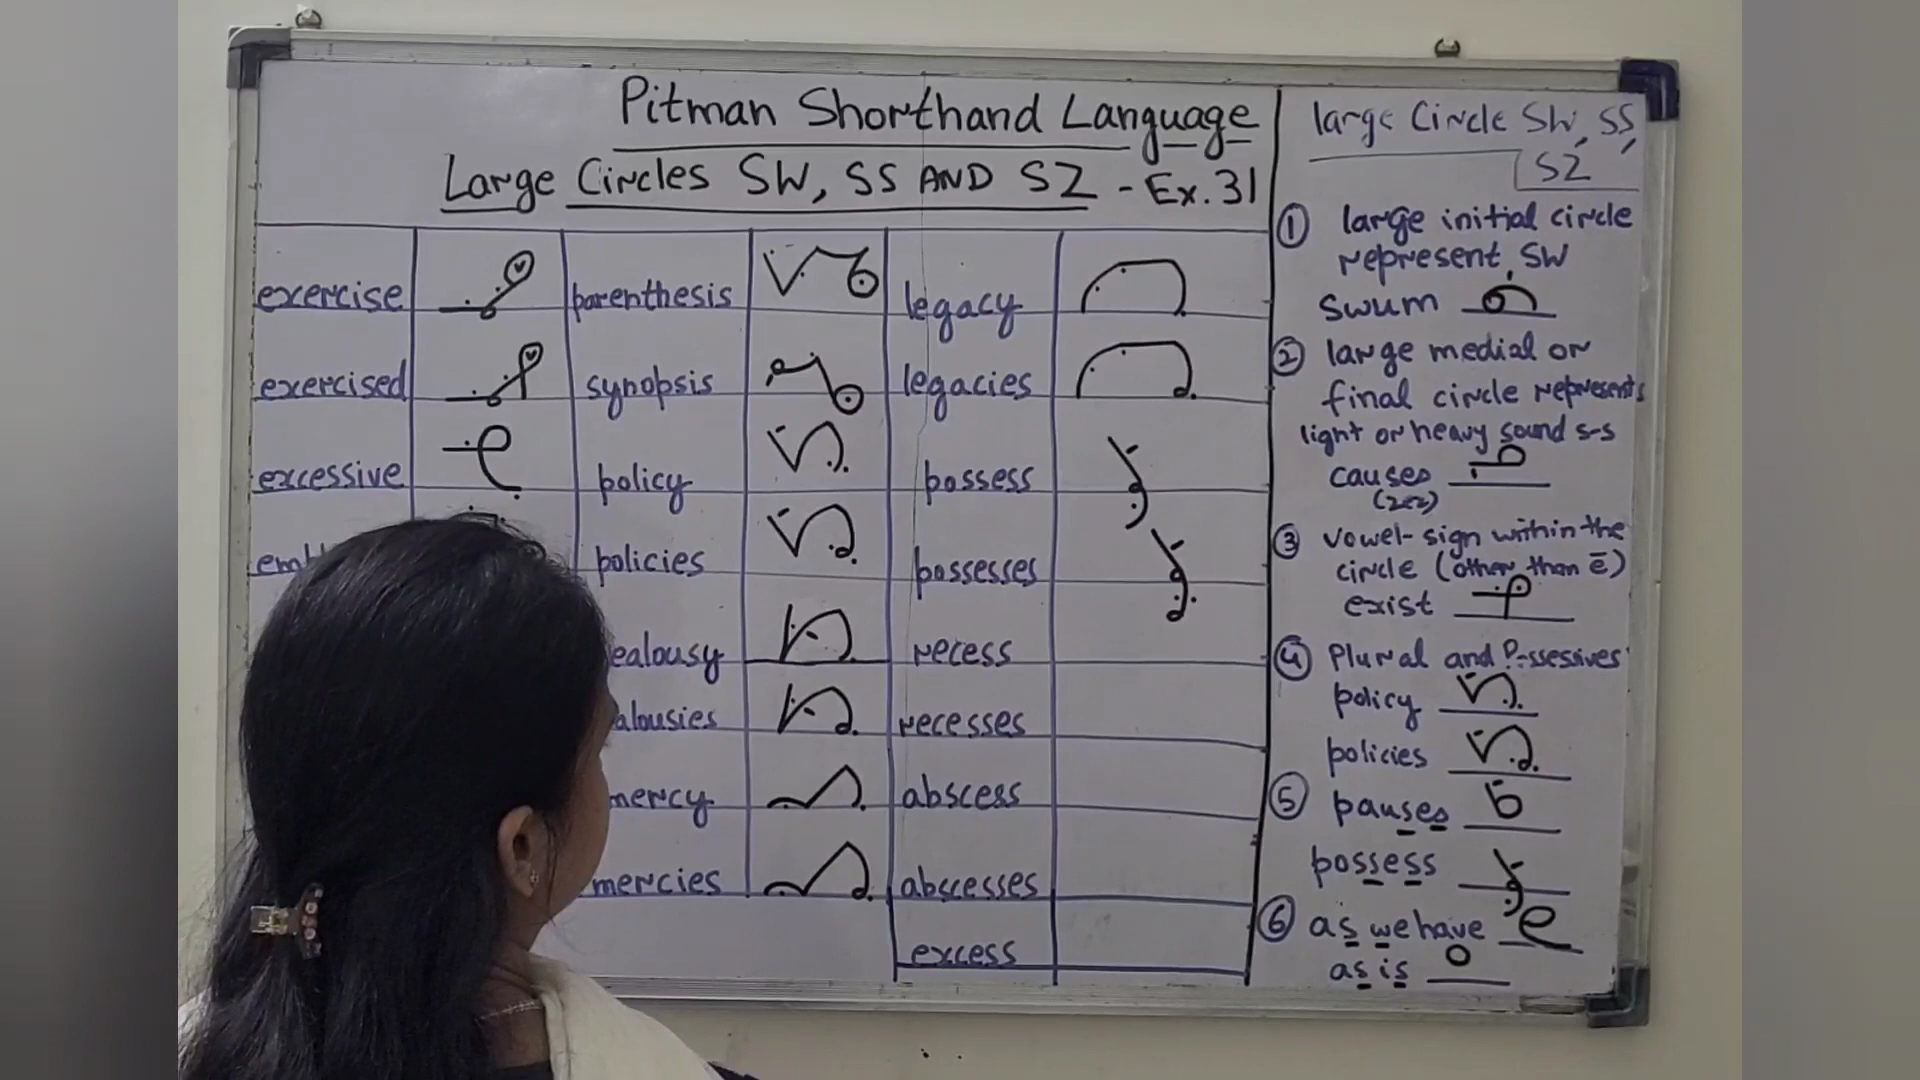 Pitman Shorthand Language
Large Circles SW, SS AND SZ - Ex. 31
exercise parenthesis legacy
exercised synopsis legacies
excessive policy possess
policies possesses
ealousy recess
alousies recesses
mercy abscess
mercies abscesses
excess
large Circle SW, SS,
SZ
① large initial circle
represent SW
swum
② large medial or
final circle represents
light or heavy sound s-s
causes
③ vowel-sign within the
circle (other than ē)
exist
④ Plural and Possessives
policy
policies
⑤ pauses
possess
⑥ as we have
as is